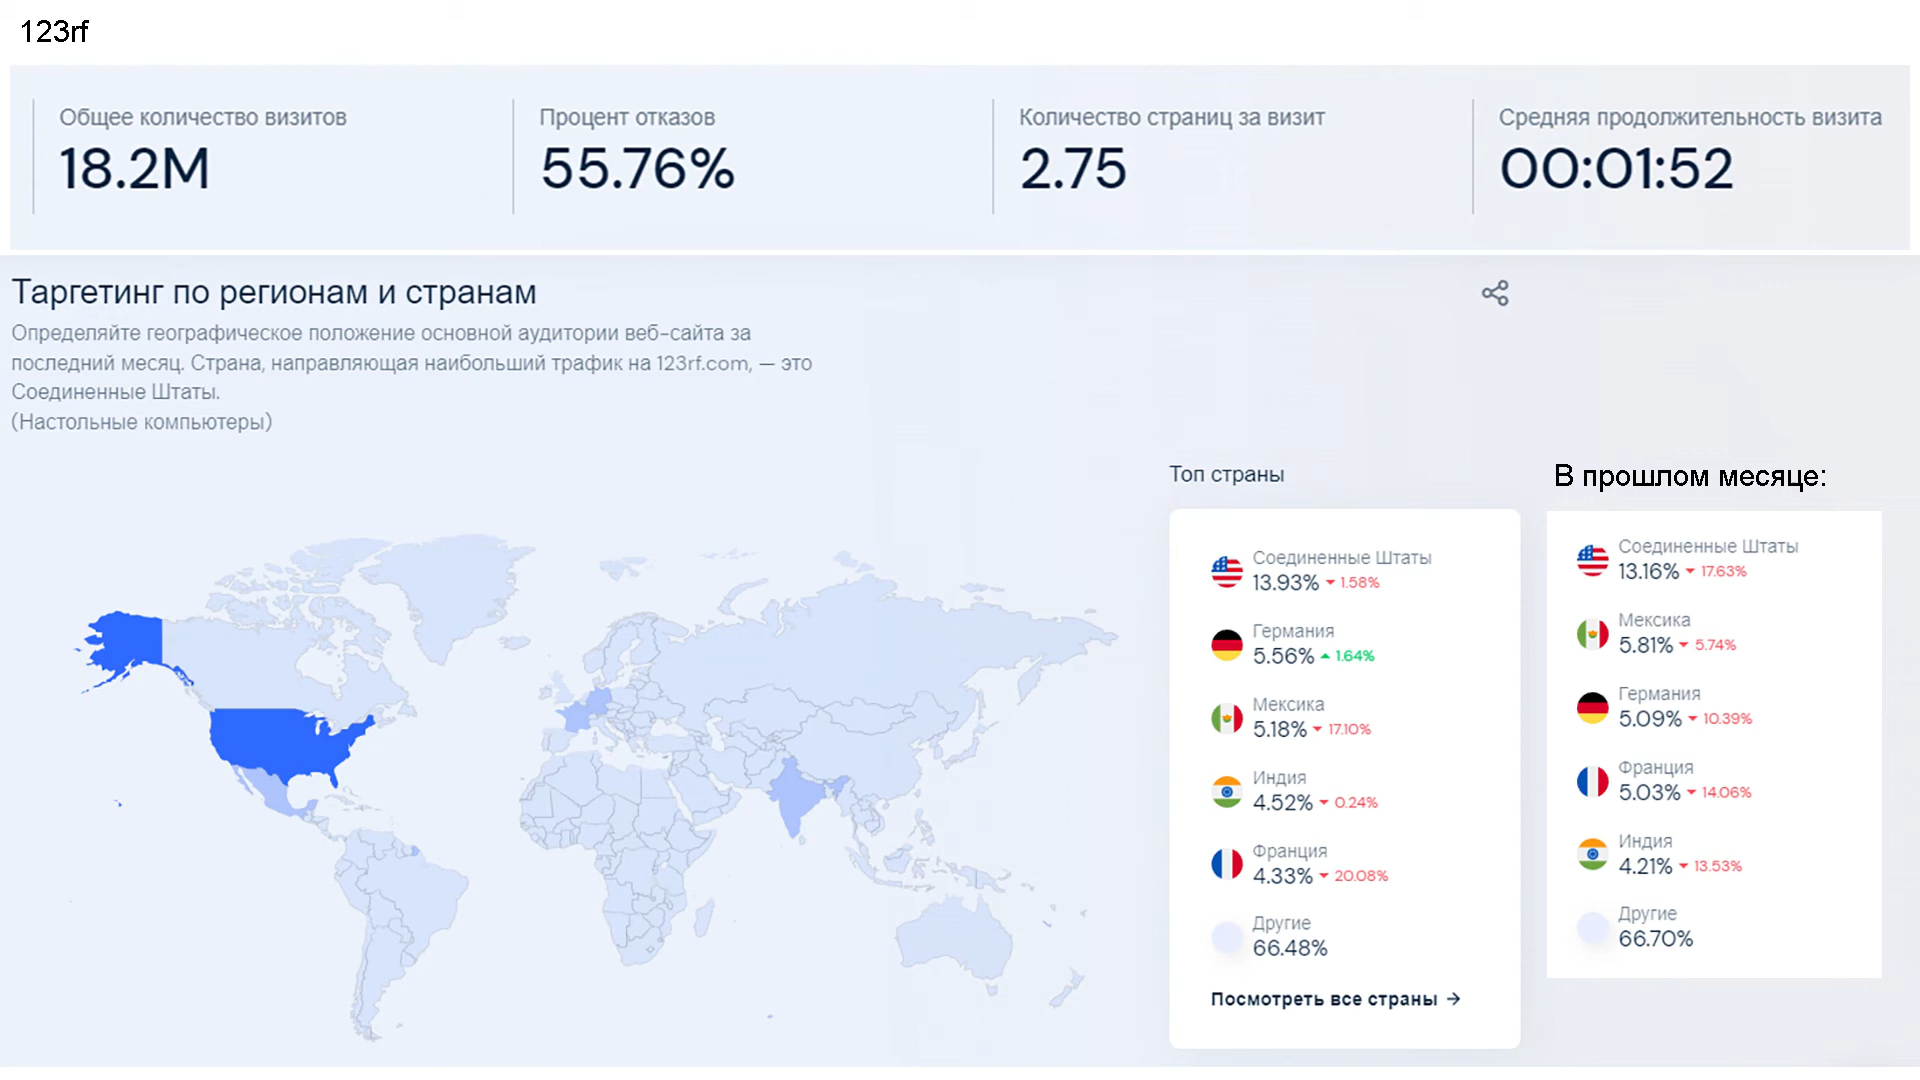 123rf
Общее количество визитов
18.2M
Процент отказов
55.76%
Количество страниц за визит
2.75
Средняя продолжительность визита
00:01:52
Таргетинг по регионам и странам
Определяйте географическое положение основной аудитории веб-сайта за
последний месяц. Страна, направляющая наибольший трафик на 123rf.com, — это
Соединенные Штаты.
(Настольные компьютеры)
Топ страны
Соединенные Штаты
13.93% 1.58%
Германия
5.56% 1.64%
Мексика
5.18% 17.10%
Индия
4.52% 0.24%
Франция
4.33% 20.08%
Другие
66.48%
Посмотреть все страны →
В прошлом месяце:
Соединенные Штаты
13.16% 17.63%
Мексика
5.81% 5.74%
Германия
5.09% 10.39%
Франция
5.03% 14.06%
Индия
4.21% 13.53%
Другие
66.70%